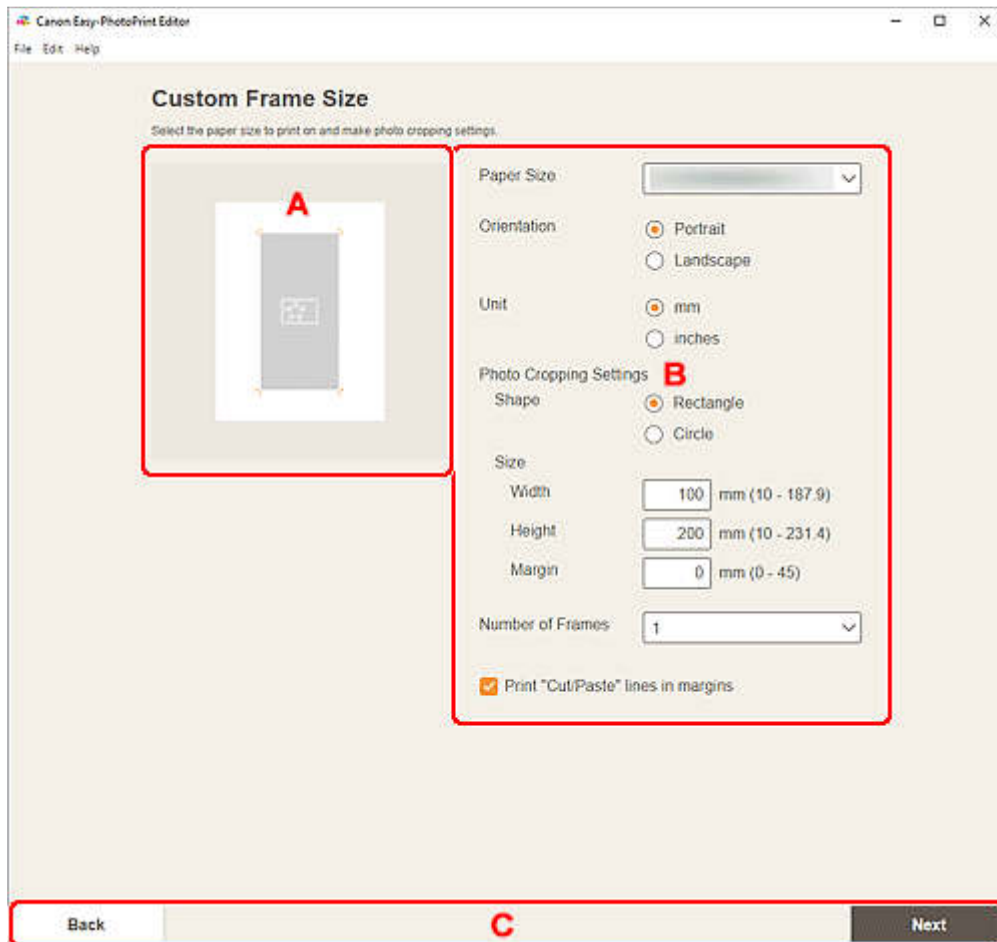 Canon Easy-PhotoPrint Editor
File Edit Help
Custom Frame Size
Select the paper size to print on and make photo cropping settings.
A
Paper Size
Orientation
Portrait
Landscape
Unit
mm
inches
Photo Cropping Settings B
Shape
Rectangle
Circle
Size
Width 100 mm (10 - 187.9)
Height 200 mm (10 - 231.4)
Margin 0 mm (0 - 45)
Number of Frames 1
Print "Cut/Paste" lines in margins
Back C Next